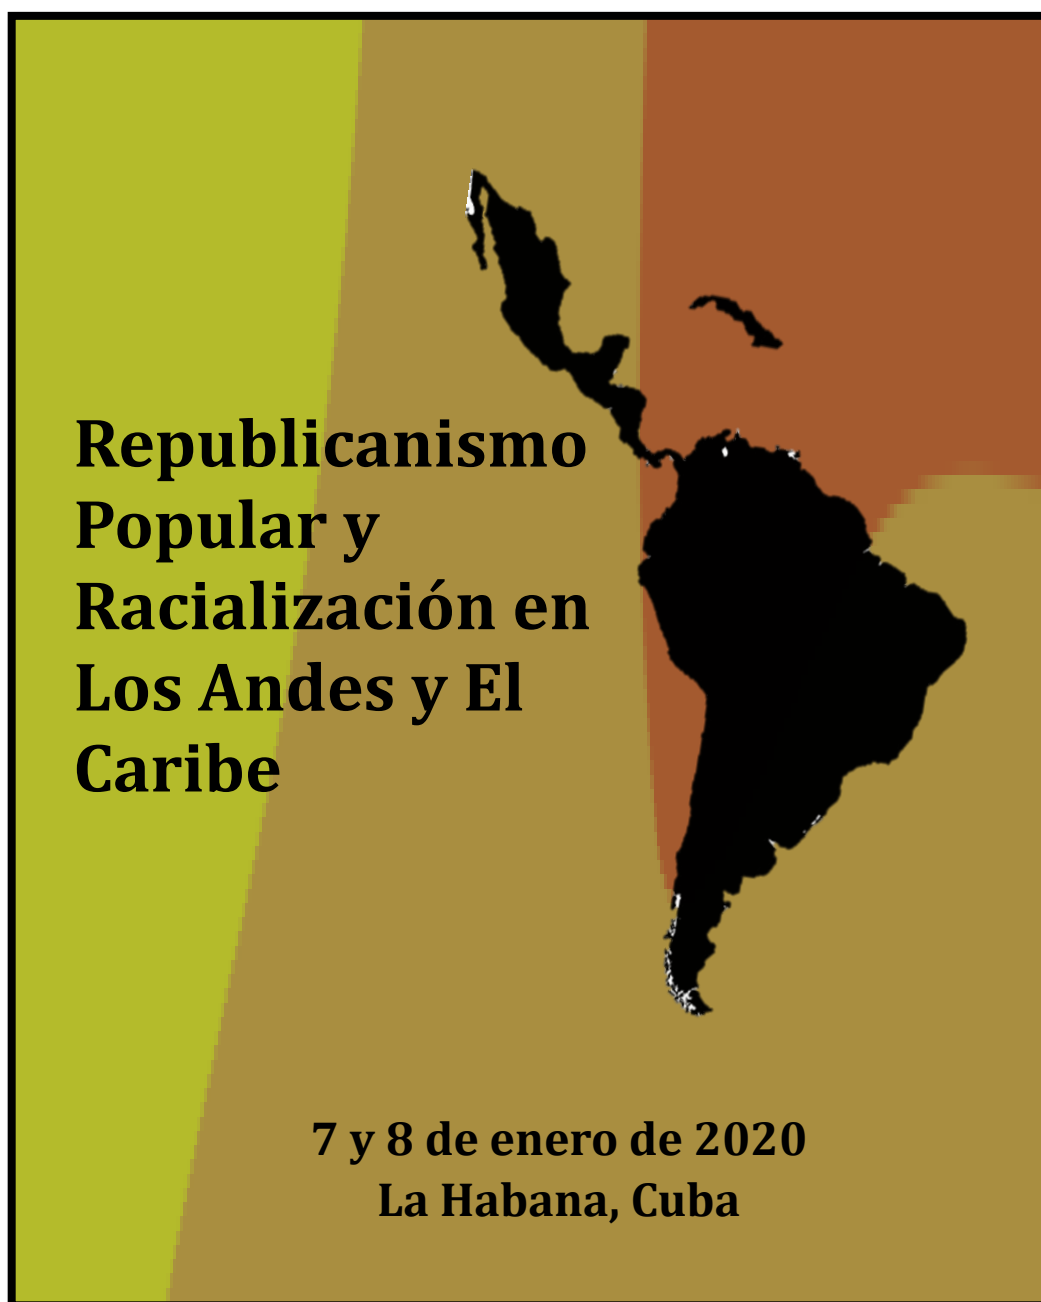 Republicanismo
Popular y
Racialización en
Los Andes y El
Caribe
7 y 8 de enero de 2020
La Habana, Cuba